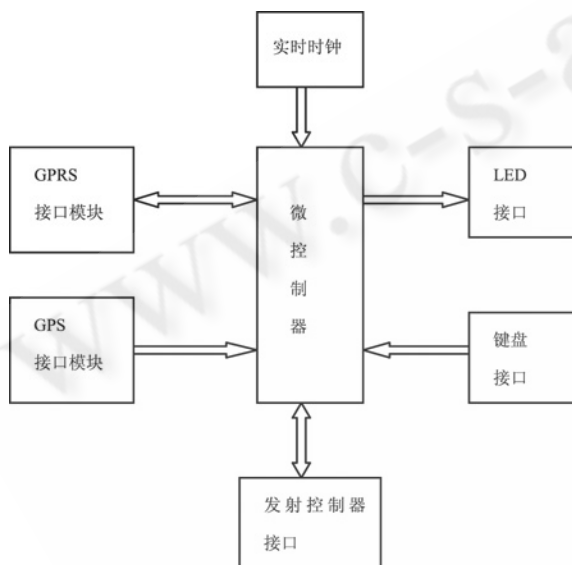 实时时钟
GPRS
接口模块
LED
接口
微
控
制
器
GPS
接口模块
键盘
接口
发射控制器
接口
www.c-s-a